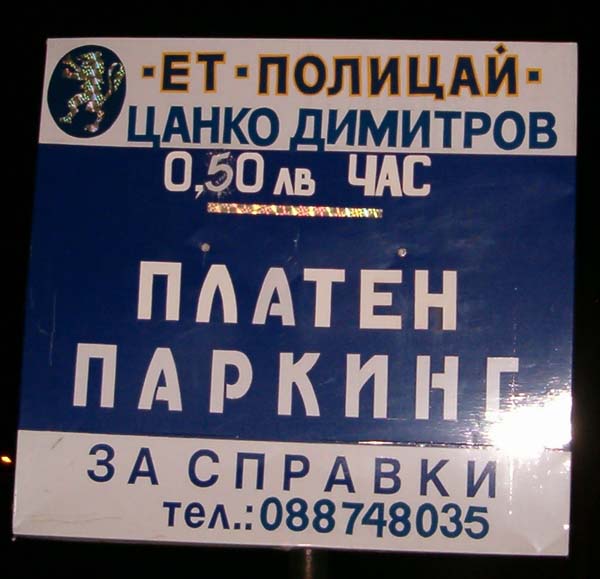 ·ЕТ·ПОЛИЦАЙ·
ЦАНКО ДИМИТРОВ
0,50 лв ЧАС
ПЛАТЕН
ПАРКИНГ
ЗА СПРАВКИ
тел.:088748035